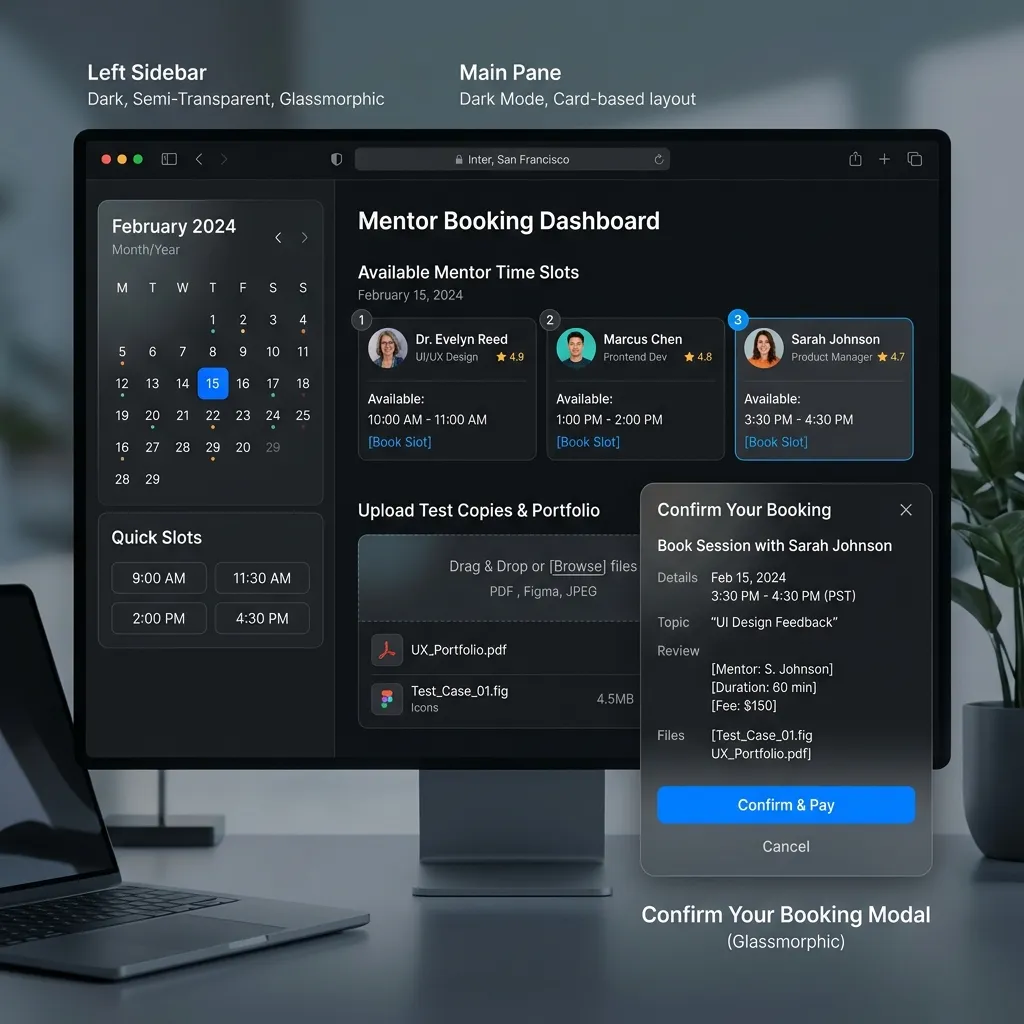 Left Sidebar
Dark, Semi-Transparent, Glassmorphic
Main Pane
Dark Mode, Card-based layout
Inter, San Francisco
February 2024
Month/Year
M T W T F S S
1 2 3 4
5 6 7 8 9 10 11
12 13 14 15 16 17 18
19 20 21 22 23 24 25
16 27 28 29 20 29
28 29
Quick Slots
9:00 AM 11:30 AM
2:00 PM 4:30 PM
Mentor Booking Dashboard
Available Mentor Time Slots
February 15, 2024
1
Dr. Evelyn Reed
UI/UX Design 4.9
Available:
10:00 AM - 11:00 AM
[Book Slot]
2
Marcus Chen
Prontend Dev 4.8
Available:
1:00 PM - 2:00 PM
[Book Slot]
3
Sarah Johnson
Product Manager 4.7
Available:
3:30 PM - 4:30 PM
[Book Slot]
Upload Test Copies & Portfolio
Drag & Drop or [Browse] files
PDF , Figma, JPEG
UX_Portfolio.pdf
Test_Case_01.fig
Icons
4.5MB
Confirm Your Booking
Book Session with Sarah Johnson
Details Feb 15, 2024
3:30 PM - 4:30 PM (PST)
Topic “UI Design Feedback”
Review
[Mentor: S. Johnson]
[Duration: 60 min]
[Fee: $150]
Files [Test_Case_01.fig
UX_Portfolio.pdf]
Confirm & Pay
Cancel
Confirm Your Booking Modal
(Glassmorphic)